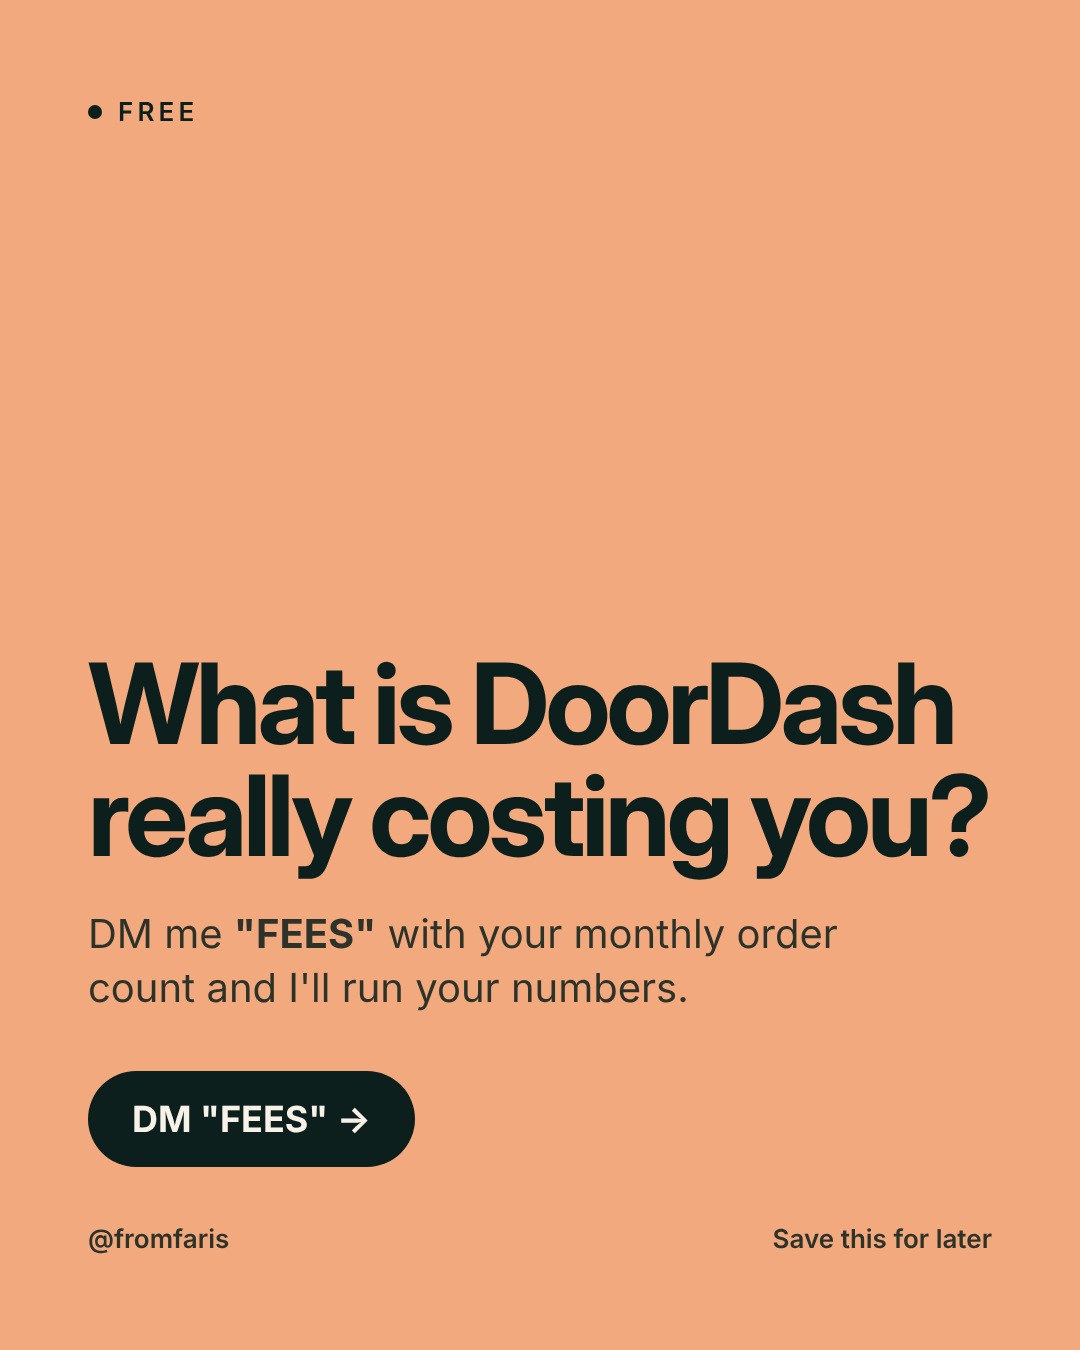 FREE
What is DoorDash
really costing you?
DM me "FEES" with your monthly order
count and I'll run your numbers.
DM "FEES" →
@fromfaris
Save this for later